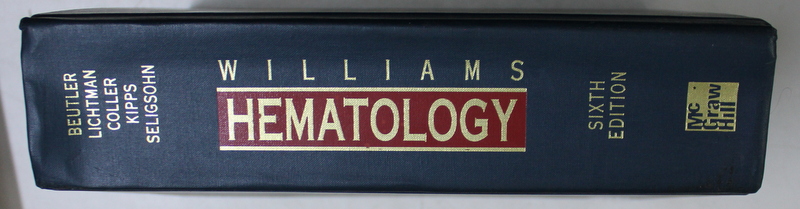 BEUTLER
LICHTMAN
COLLER
KIPPS
SELIGSOHN
WILLIAMS
HEMATOLOGY
SIXTH
EDITION
Mc
Graw
Hill